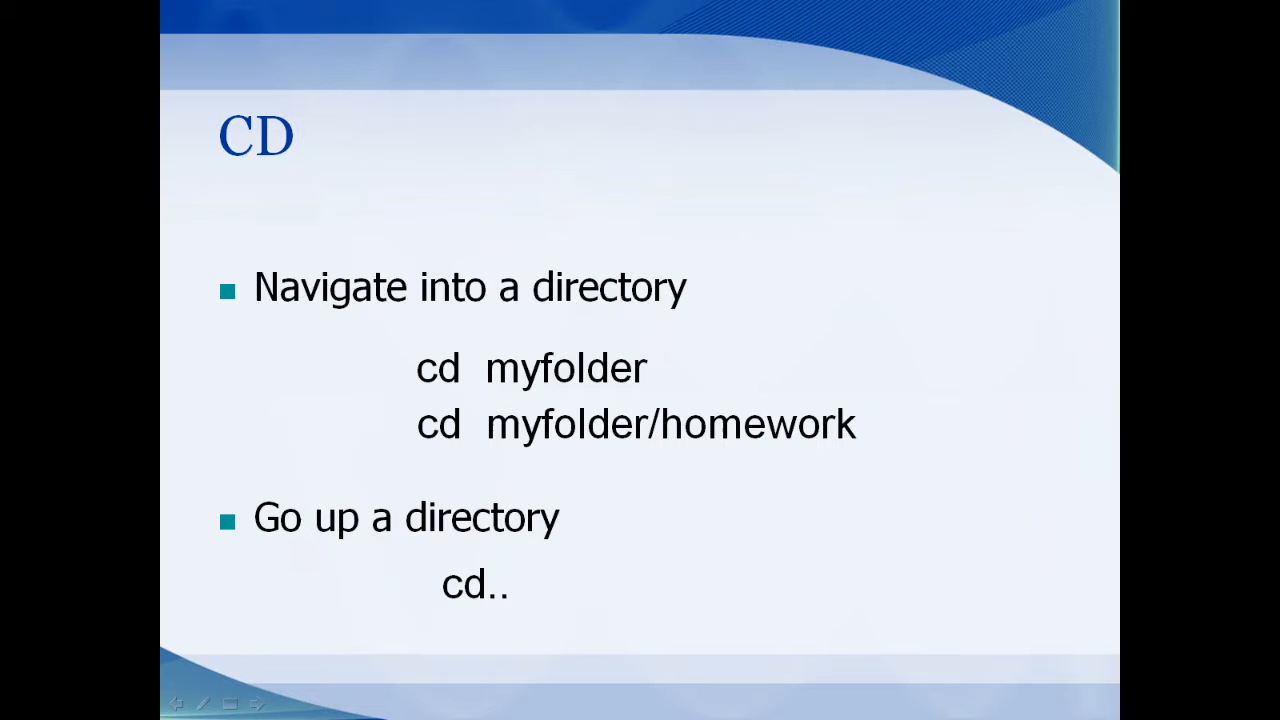 CD
Navigate into a directory
cd myfolder
cd myfolder/homework
Go up a directory
cd..